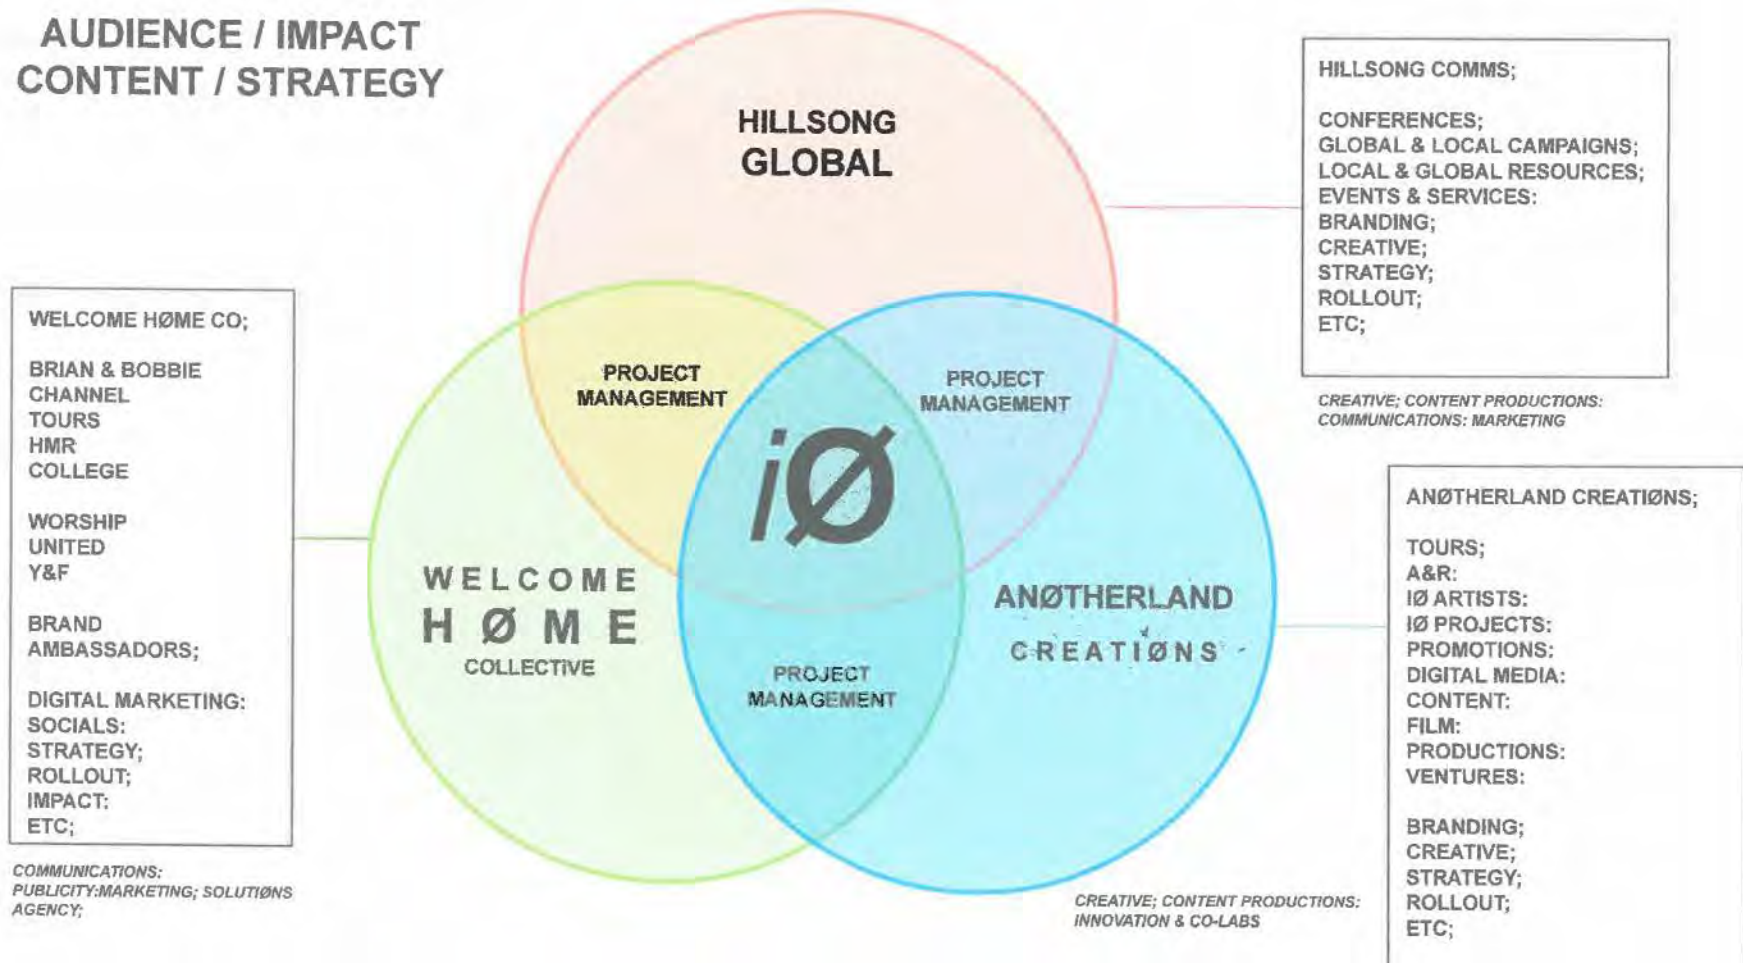 AUDIENCE / IMPACT
CONTENT / STRATEGY
HILLSONG
GLOBAL
HILLSONG COMMS;
CONFERENCES;
GLOBAL & LOCAL CAMPAIGNS;
LOCAL & GLOBAL RESOURCES;
EVENTS & SERVICES:
BRANDING;
CREATIVE;
STRATEGY;
ROLLOUT;
ETC;
CREATIVE; CONTENT PRODUCTIONS:
COMMUNICATIONS: MARKETING
WELCOME HØME CO;
BRIAN & BOBBIE
CHANNEL
TOURS
HMR
COLLEGE
WORSHIP
UNITED
Y&F
BRAND
AMBASSADORS;
DIGITAL MARKETING:
SOCIALS:
STRATEGY;
ROLLOUT;
IMPACT:
ETC;
COMMUNICATIONS:
PUBLICITY:MARKETING; SOLUTIØNS
AGENCY;
PROJECT
MANAGEMENT
PROJECT
MANAGEMENT
iØ
WELCOME
HØME
COLLECTIVE
ANØTHERLAND
CREATIØNS
PROJECT
MANAGEMENT
ANØTHERLAND CREATIØNS;
TOURS;
A&R:
IØ ARTISTS:
IØ PROJECTS:
PROMOTIONS:
DIGITAL MEDIA:
CONTENT:
FILM:
PRODUCTIONS:
VENTURES:
BRANDING;
CREATIVE;
STRATEGY;
ROLLOUT;
ETC;
CREATIVE; CONTENT PRODUCTIONS:
INNOVATION & CO-LABS